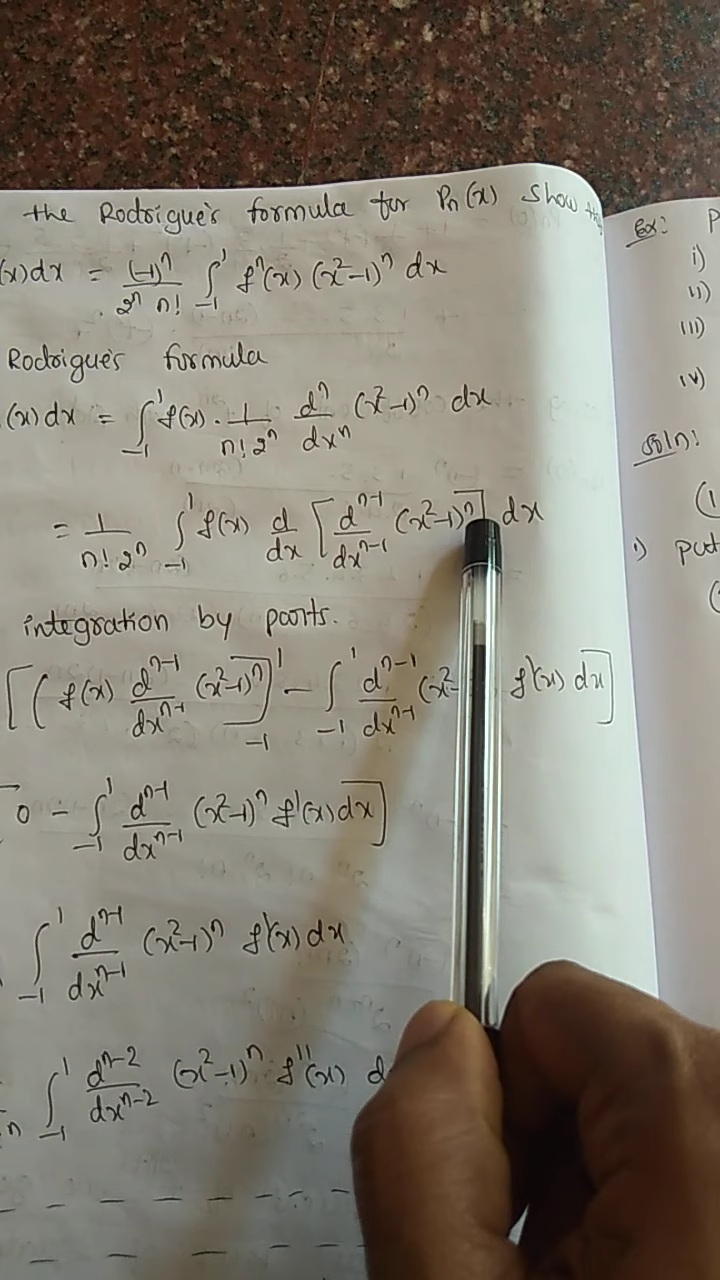 the Rodrigue's formula for Pn(x) show
(x)dx = (-1)^n / 2^n n! ∫_{-1}^{1} f^n(x) (x²-1)^n dx
Rodrigue's formula
(x)dx = ∫_{-1}^{1} f(x) . 1/(n! 2^n) d^n/dx^n (x²-1)^n dx
= 1/(n! 2^n) ∫_{-1}^{1} f(x) d/dx [d^{n-1}/dx^{n-1} (x²-1)^n] dx
integration by parts.
[(f(x) d^{n-1}/dx^{n-1} (x²-1)^n]_{-1}^{1} - ∫_{-1}^{1} d^{n-1}/dx^{n-1} (x² f'(x) dx]
0 - ∫_{-1}^{1} d^{n-1}/dx^{n-1} (x²-1)^n f'(x) dx]
∫_{-1}^{1} d^{n-1}/dx^{n-1} (x²-1)^n f'(x) dx
n ∫_{-1}^{1} d^{n-2}/dx^{n-2} (x²-1)^n f''(x) d
Ex: P
i)
ii)
iii)
iv)
Soln:
(1
i) put
(